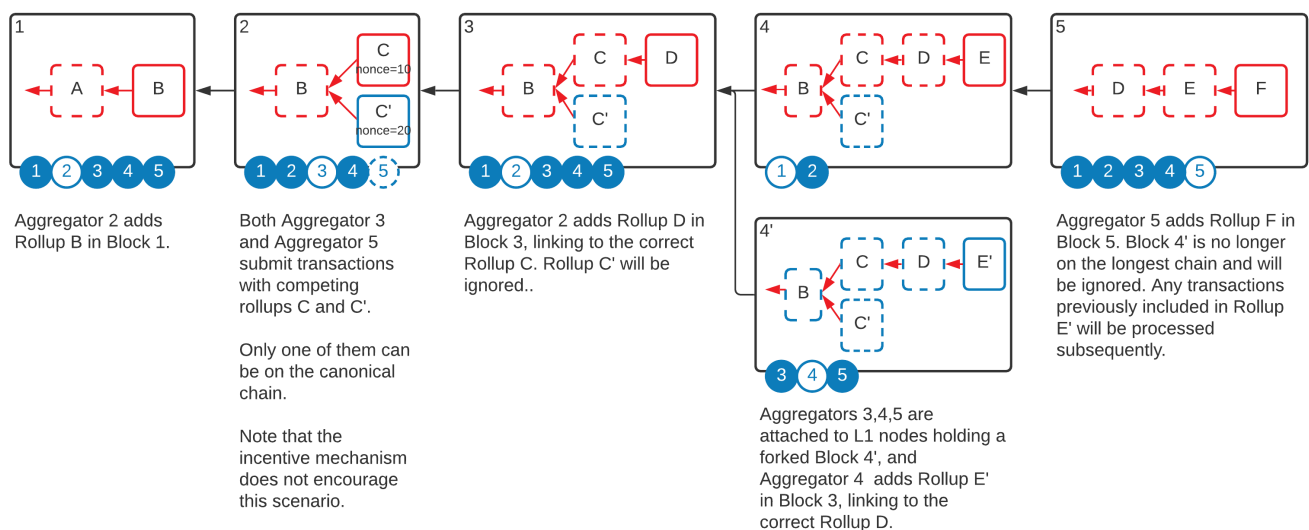 1
A
B
1 2 3 4 5
Aggregator 2 adds
Rollup B in Block 1.
2
B
C
nonce=10
C'
nonce=20
1 2 3 4 5
Both Aggregator 3
and Aggregator 5
submit transactions
with competing
rollups C and C'.
Only one of them can
be on the canonical
chain.
Note that the
incentive mechanism
does not encourage
this scenario.
3
B
C
D
C'
1 2 3 4 5
Aggregator 2 adds Rollup D in
Block 3, linking to the correct
Rollup C. Rollup C' will be
ignored..
4
B
C
D
E
C'
1 2
4'
B
C
D
E'
C'
3 4 5
Aggregators 3,4,5 are
attached to L1 nodes holding a
forked Block 4', and
Aggregator 4 adds Rollup E'
in Block 3, linking to the
correct Rollup D.
5
D
E
F
1 2 3 4 5
Aggregator 5 adds Rollup F in
Block 5. Block 4' is no longer
on the longest chain and will
be ignored. Any transactions
previously included in Rollup
E' will be processed
subsequently.